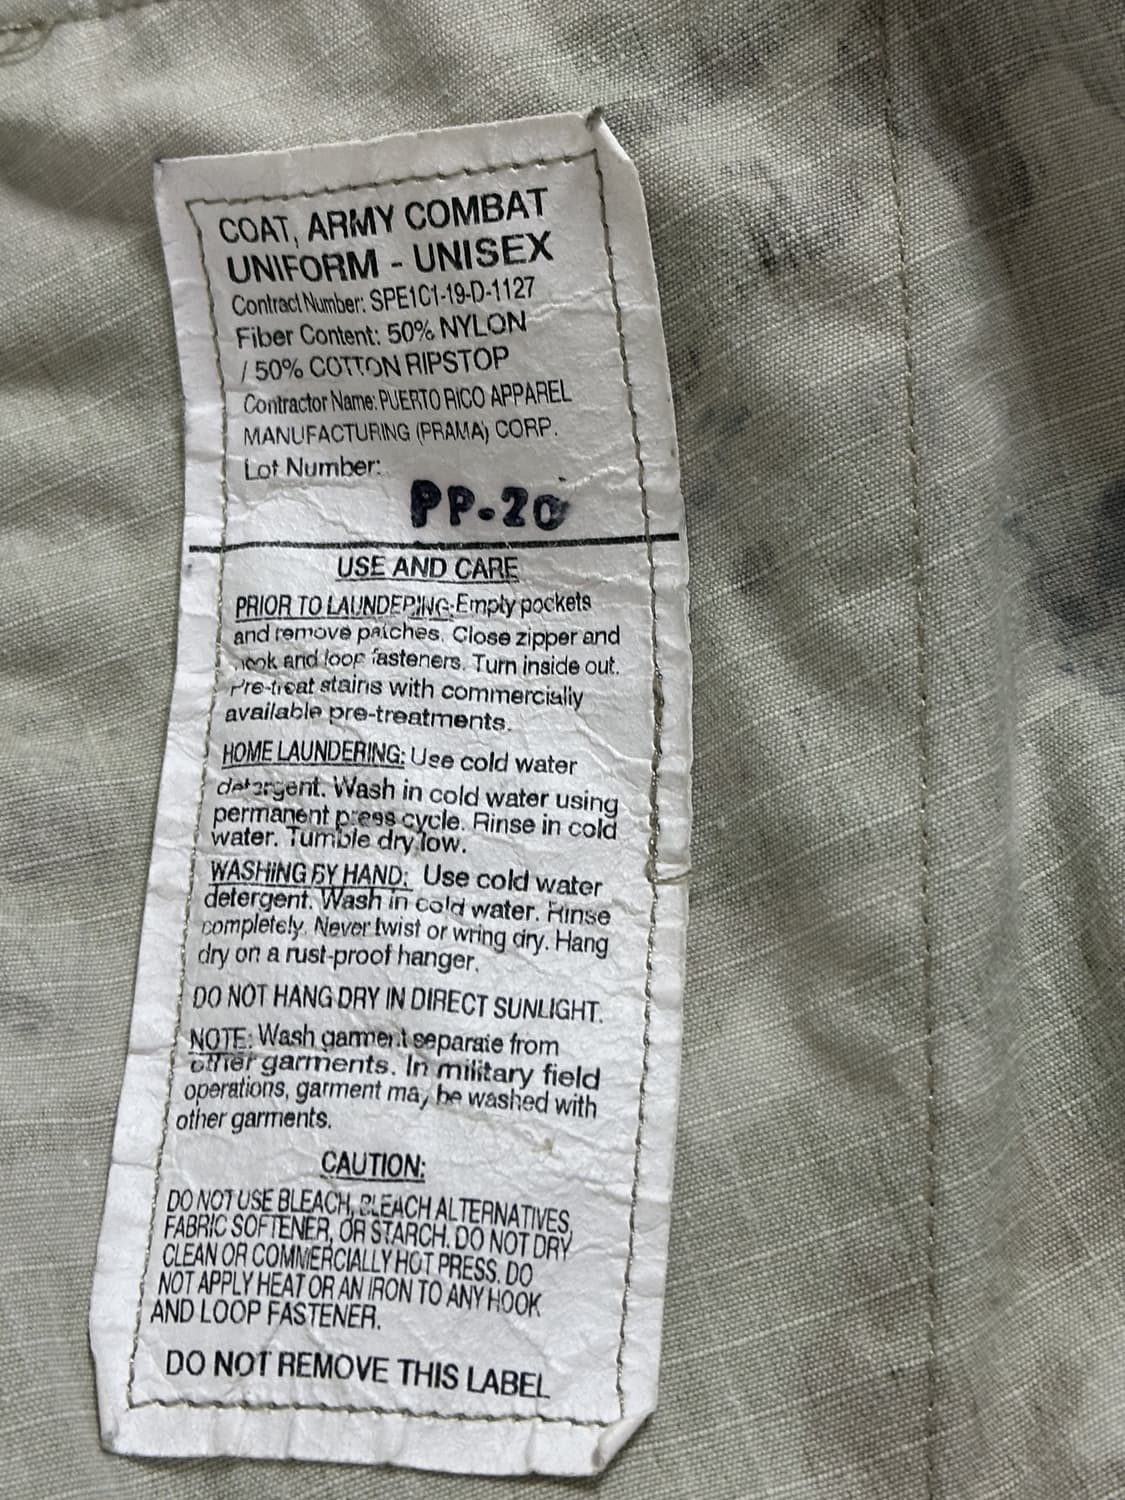 COAT, ARMY COMBAT
UNIFORM - UNISEX
Contract Number: SPE1C1-19-D-1127
Fiber Content: 50% NYLON
/ 50% COTTON RIPSTOP
Contractor Name: PUERTO RICO APPAREL
MANUFACTURING (PRAMA) CORP.
Lot Number:
PP-20
USE AND CARE
PRIOR TO LAUNDERING: Empty pockets
and remove patches. Close zipper and
hook and loop fasteners. Turn inside out.
Pre-treat stains with commercially
available pre-treatments.
HOME LAUNDERING: Use cold water
detergent. Wash in cold water using
permanent press cycle. Rinse in cold
water. Tumble dry low.
WASHING BY HAND: Use cold water
detergent. Wash in cold water. Rinse
completely. Never twist or wring dry. Hang
dry on a rust-proof hanger.
DO NOT HANG DRY IN DIRECT SUNLIGHT.
NOTE: Wash garment separate from
other garments. In military field
operations, garment may be washed with
other garments.
CAUTION:
DO NOT USE BLEACH, BLEACH ALTERNATIVES,
FABRIC SOFTENER, OR STARCH. DO NOT DRY
CLEAN OR COMMERCIALLY HOT PRESS. DO
NOT APPLY HEAT OR AN IRON TO ANY HOOK
AND LOOP FASTENER.
DO NOT REMOVE THIS LABEL